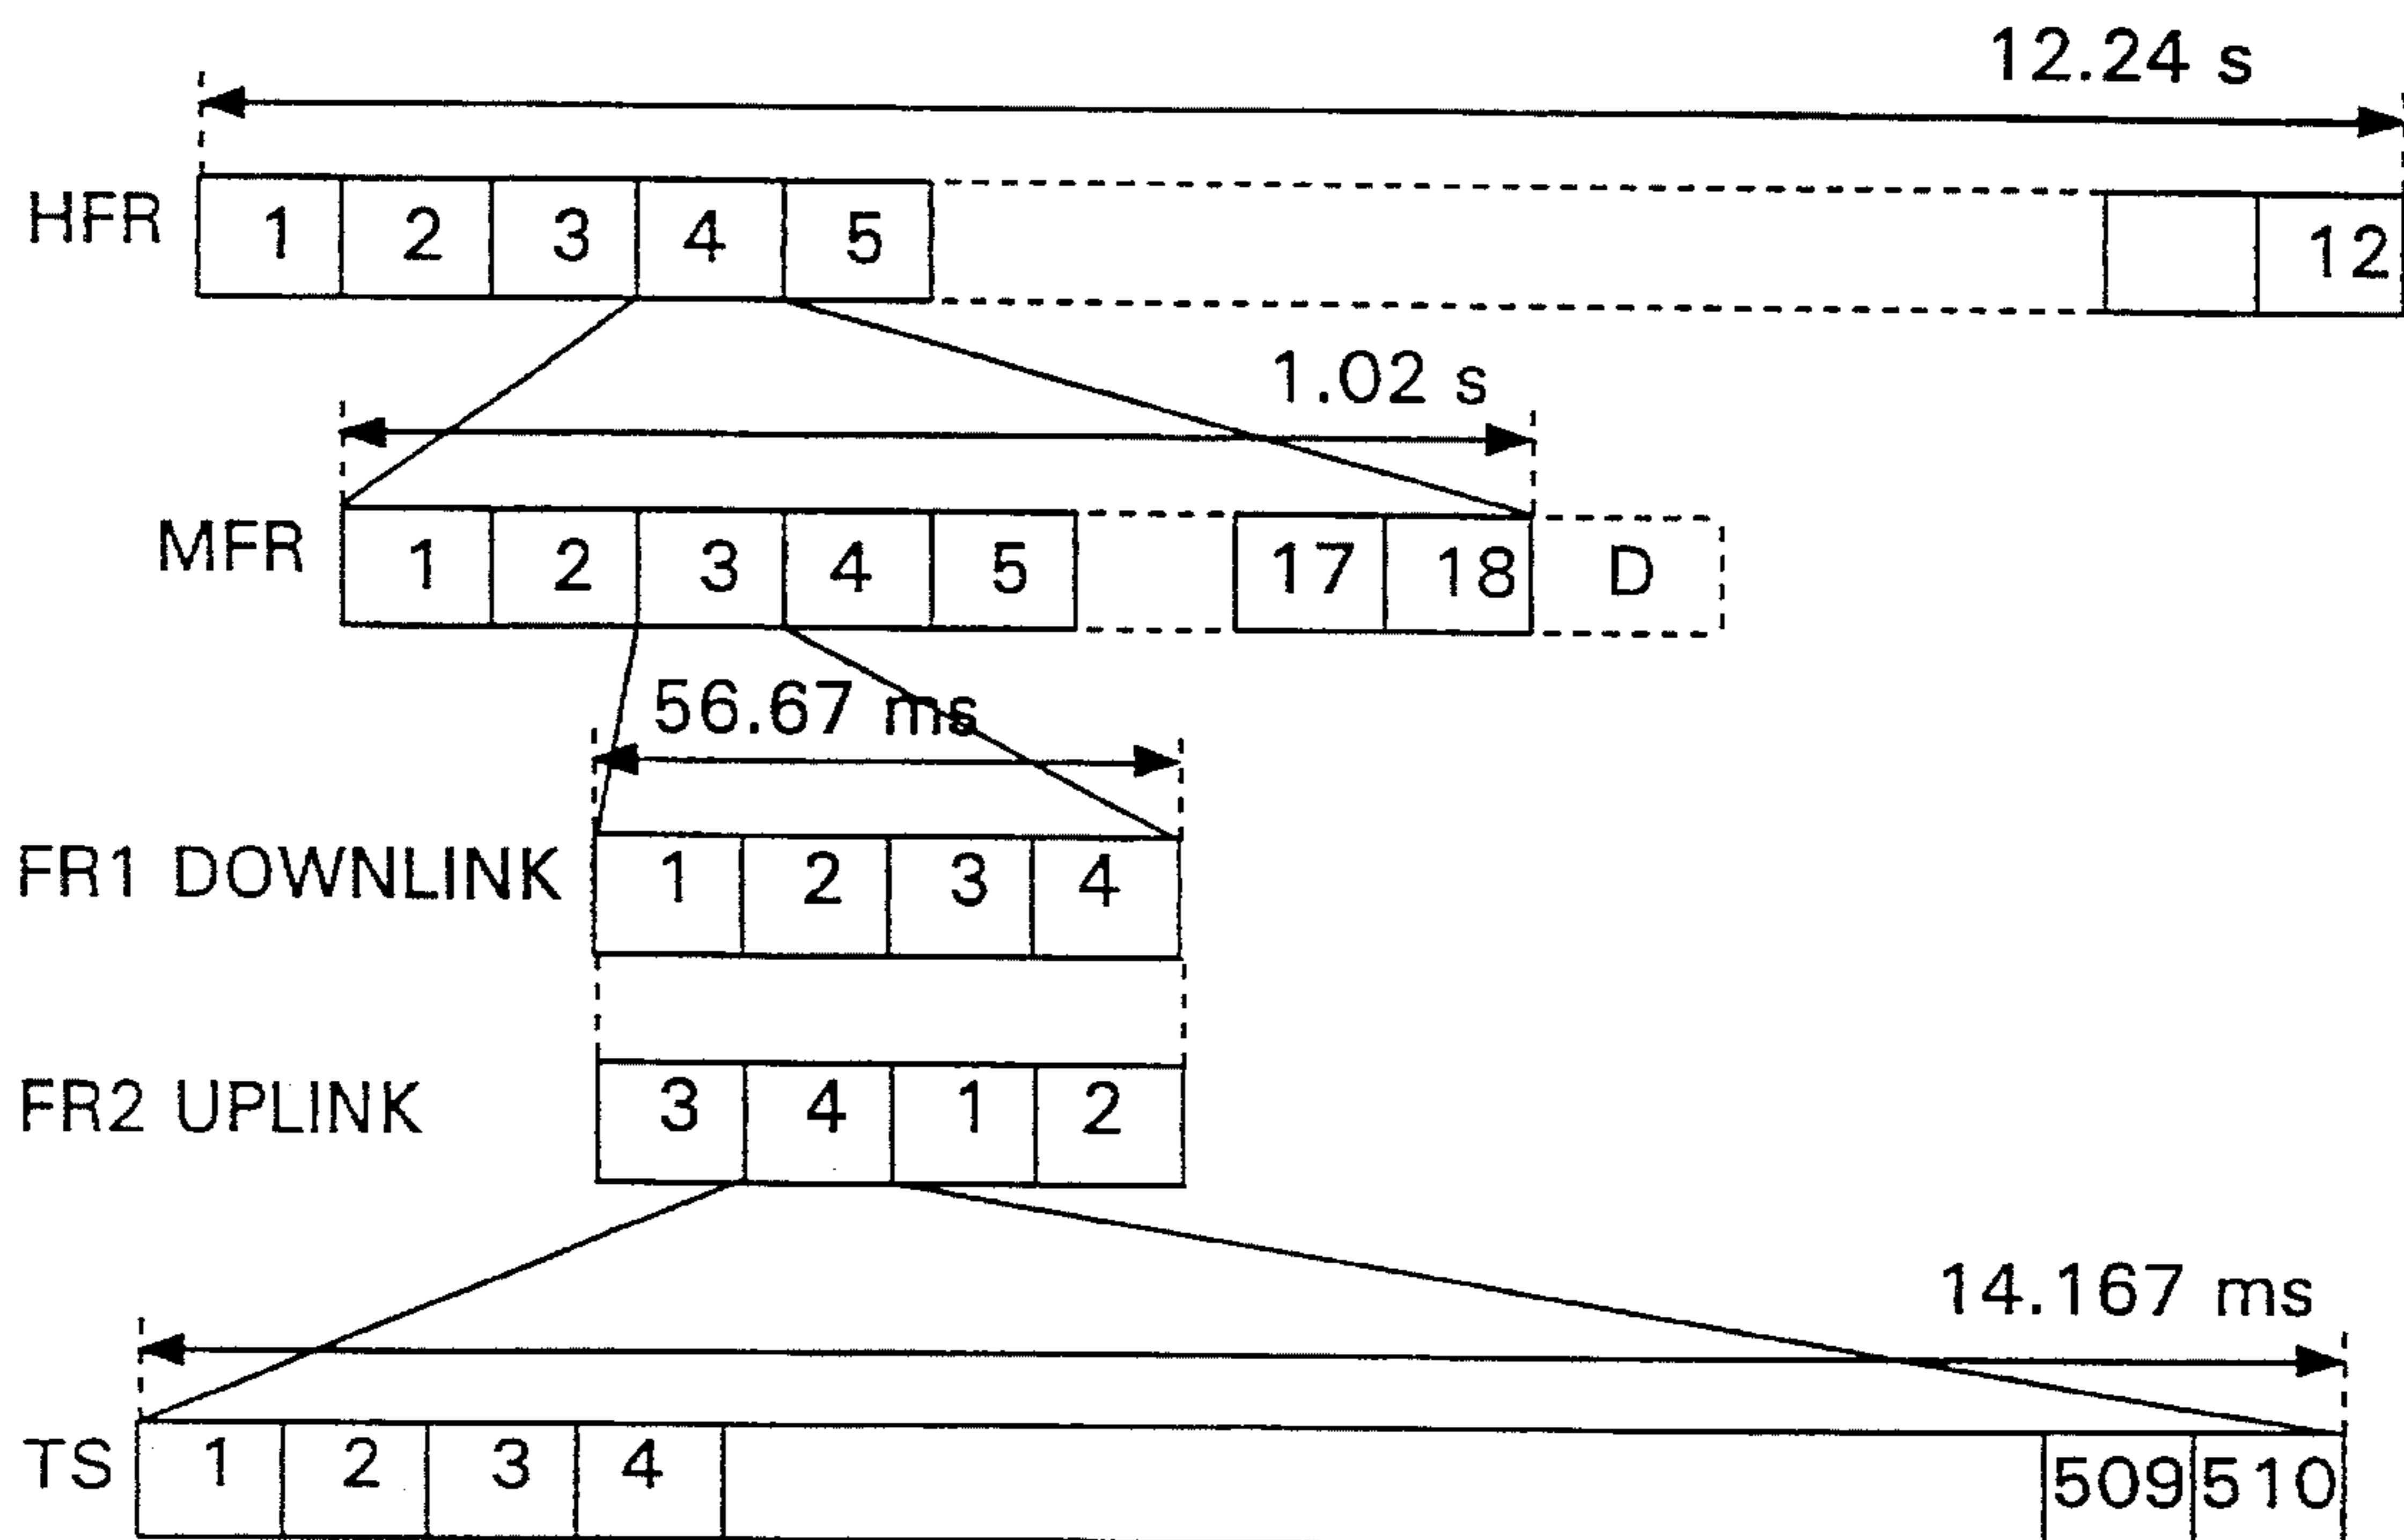 12.24 s
HFR 1 2 3 4 5 12
1.02 s
MFR 1 2 3 4 5 17 18 D
56.67 ms
FR1 DOWNLINK 1 2 3 4
FR2 UPLINK 3 4 1 2
14.167 ms
TS 1 2 3 4 509 510